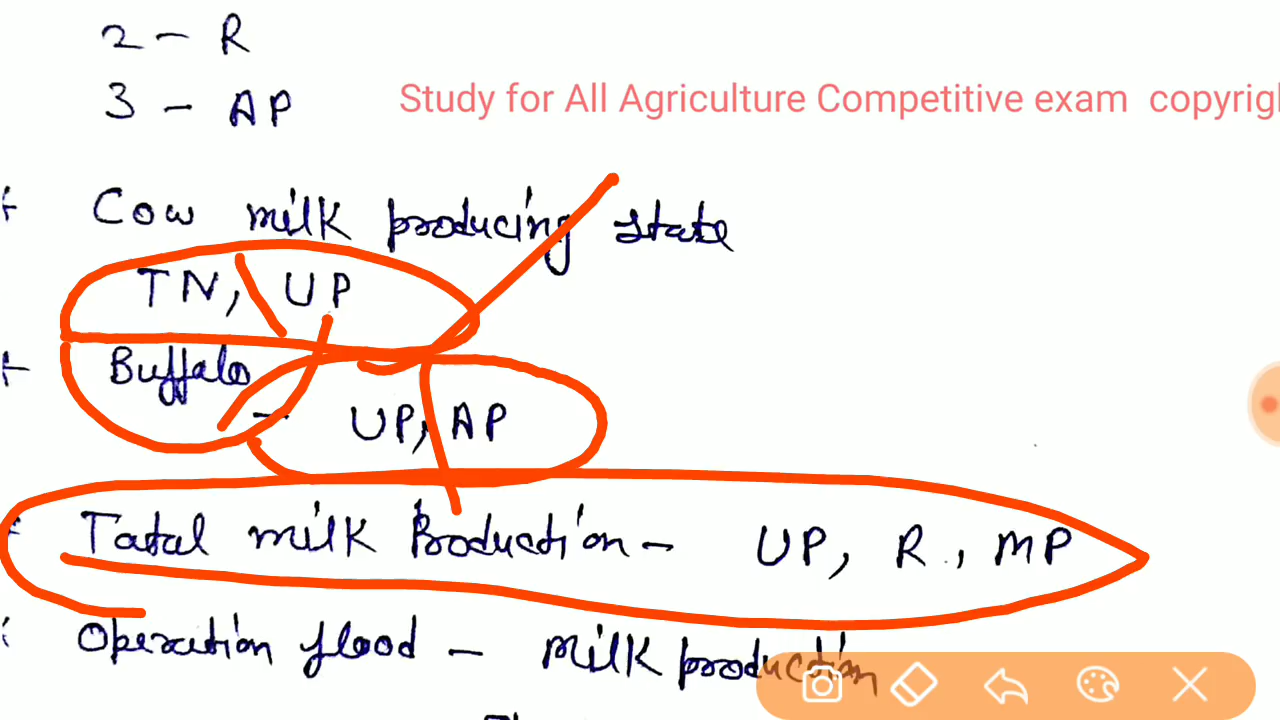 2 - R
3 - AP
Study for All Agriculture Competitive exam copyrig
Cow milk producing state
TN, UP
Buffalo
- UP, AP
Tatal milk Production - UP, R., MP
Operation flood - milk production